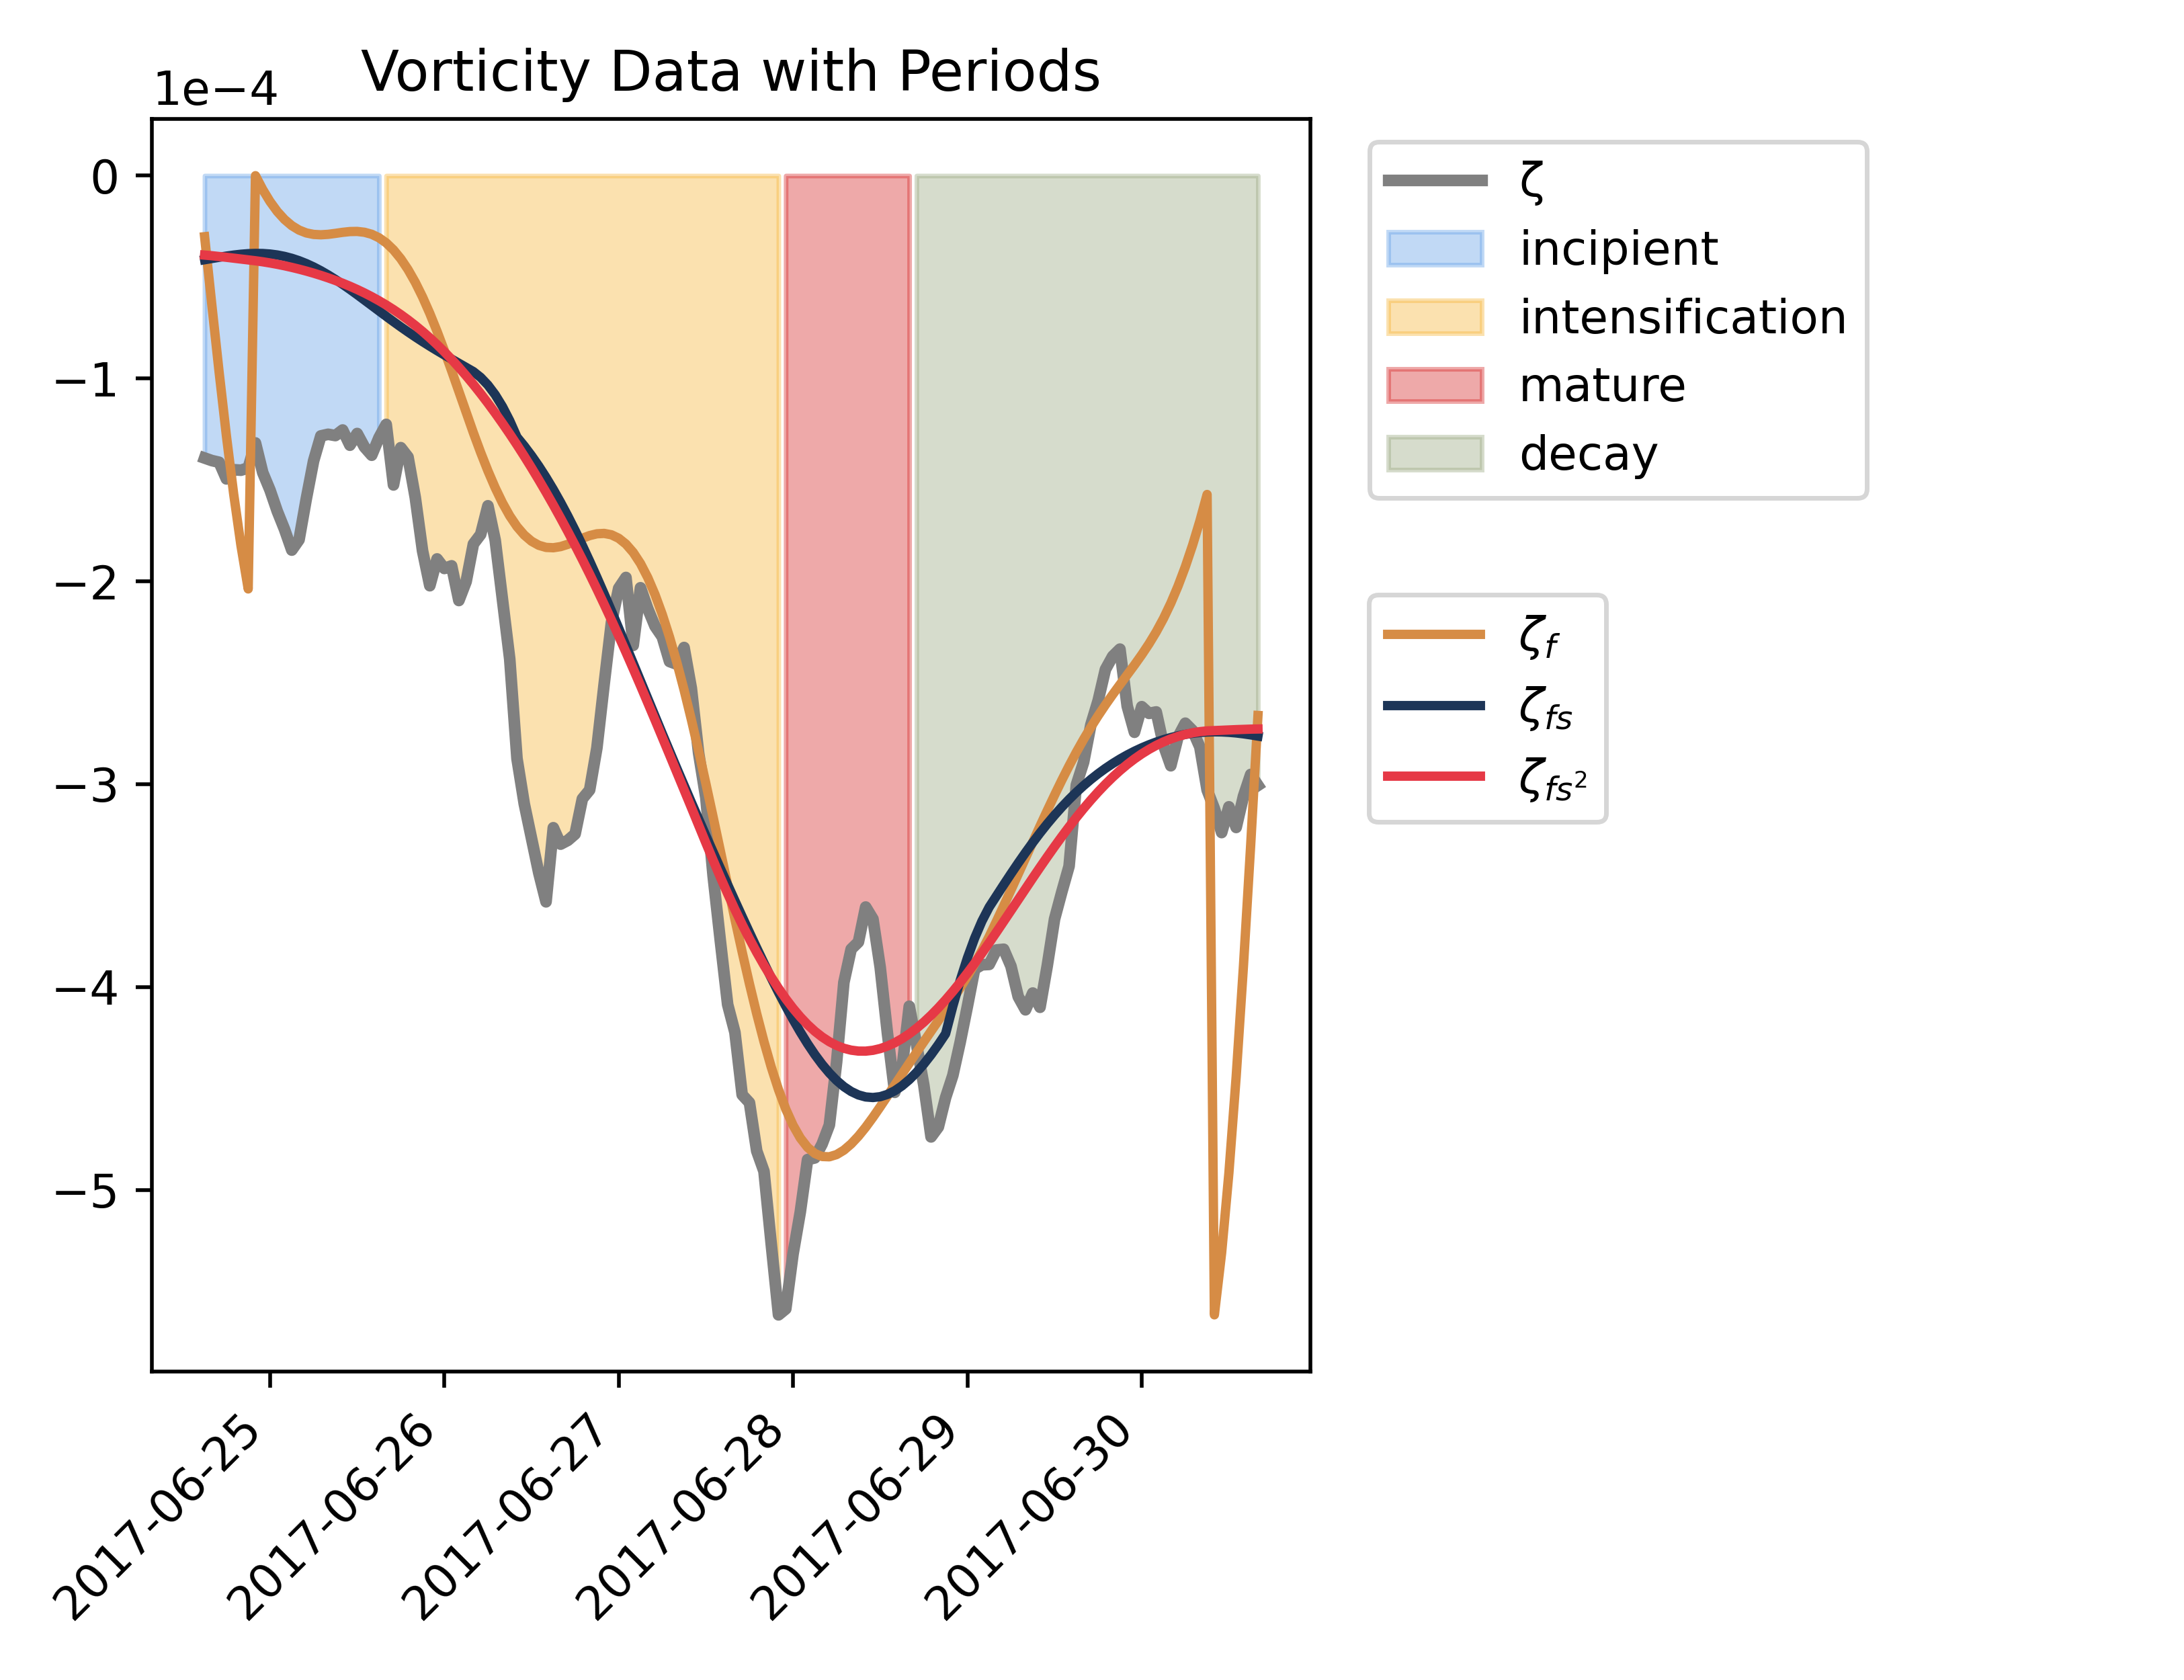 Vorticity Data with Periods
1e−4
0
−1
−2
−3
−4
−5
2017-06-25
2017-06-26
2017-06-27
2017-06-28
2017-06-29
2017-06-30
ζ
incipient
intensification
mature
decay
ζf
ζfs
ζfs²